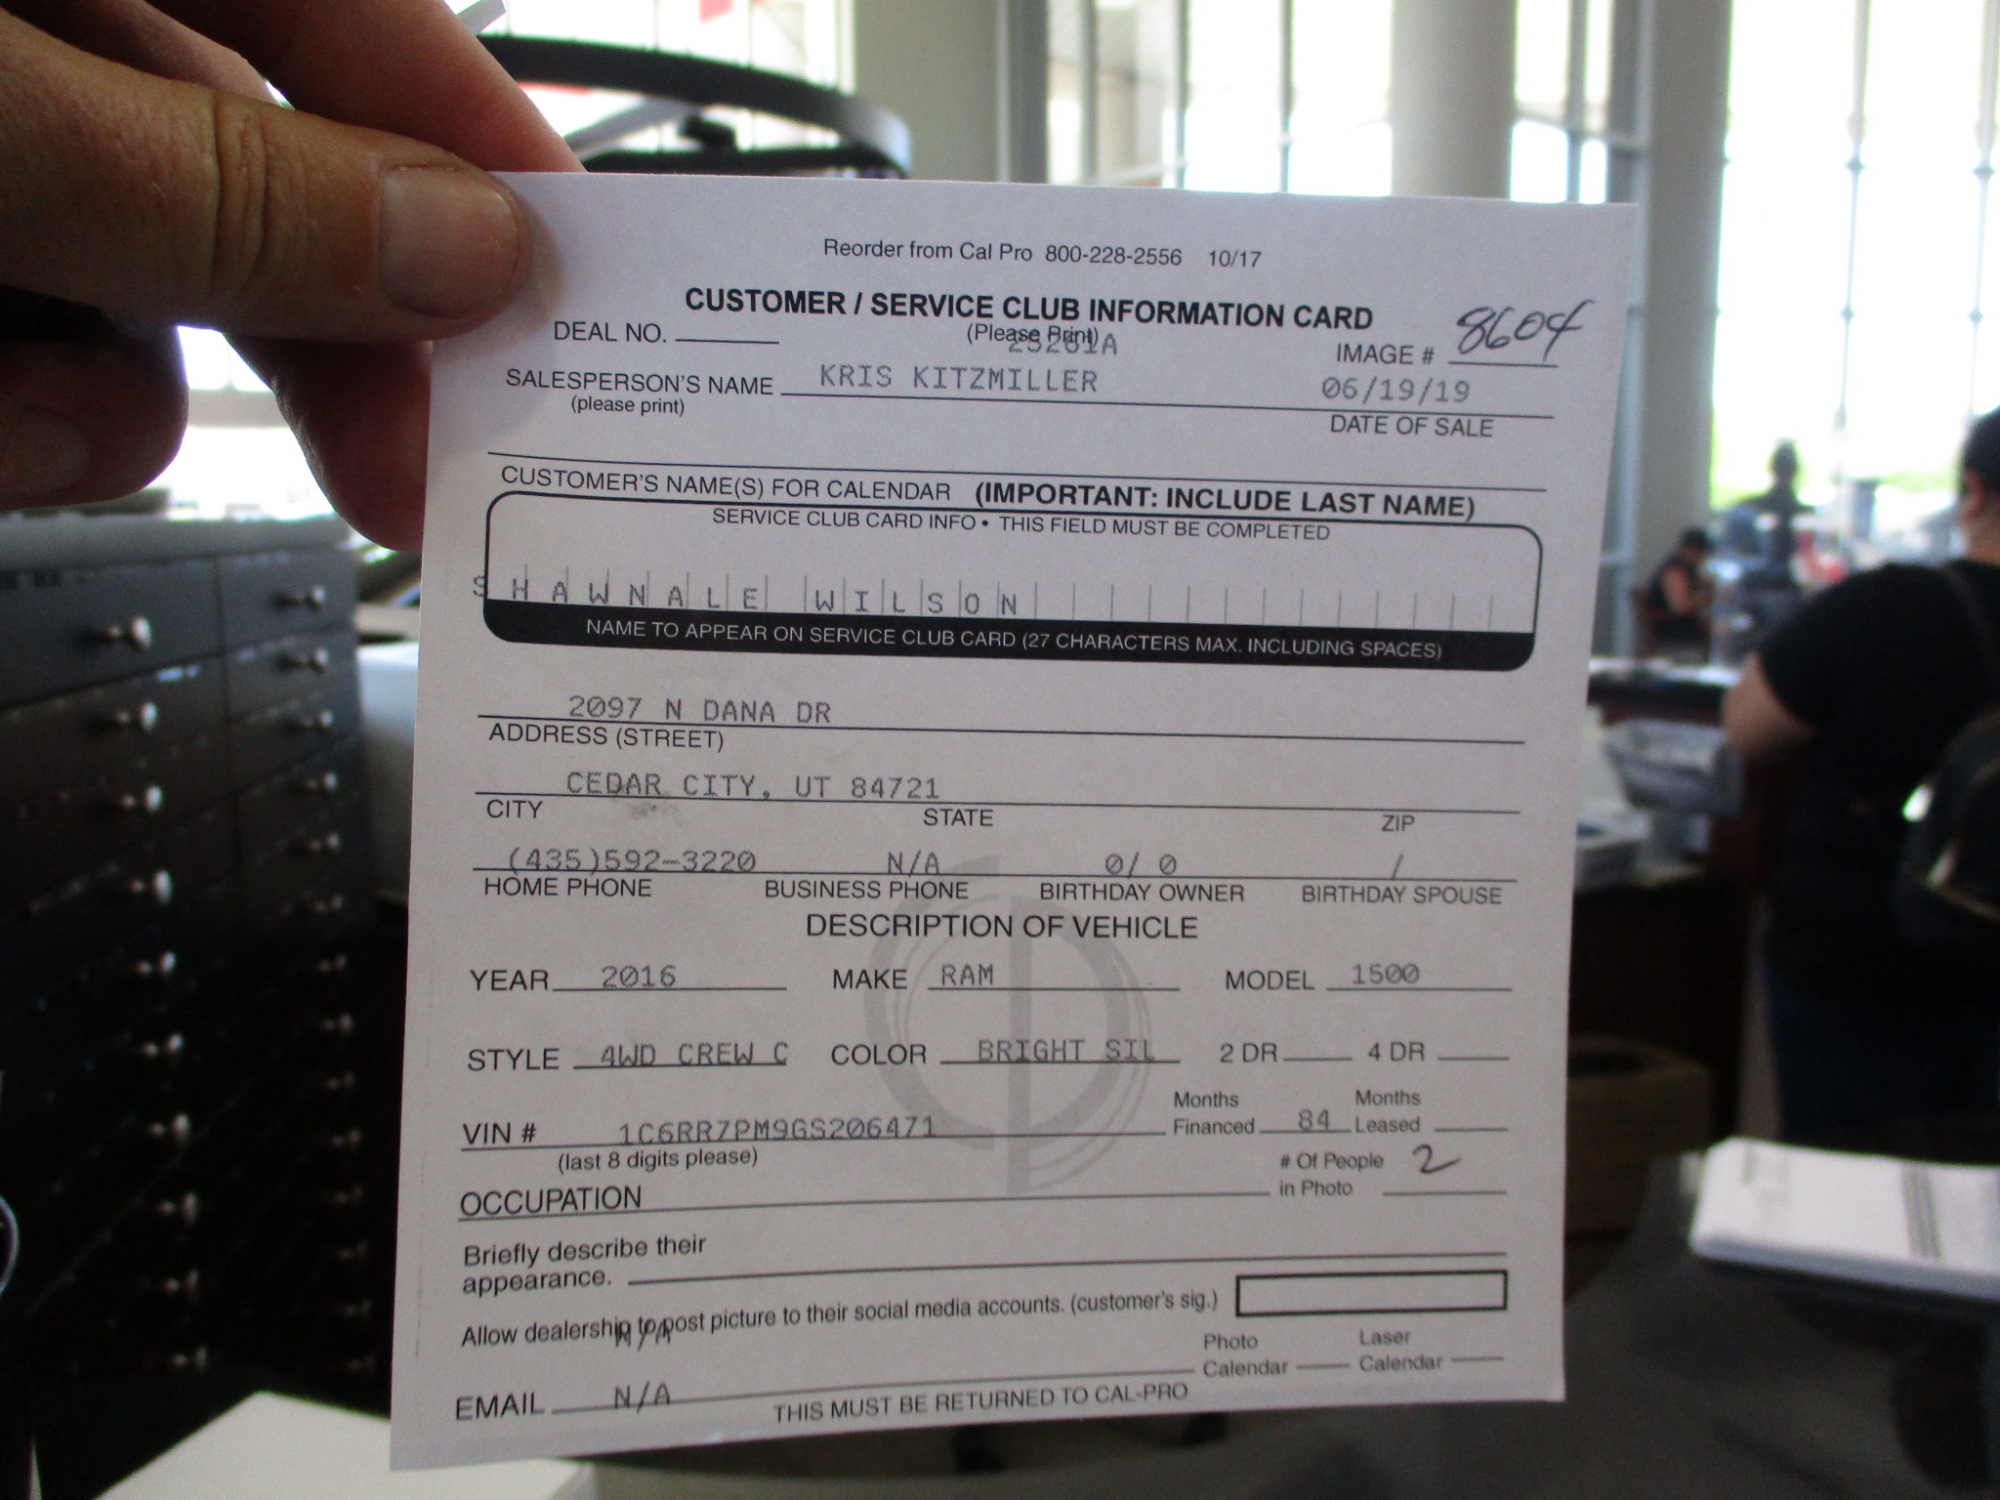 Reorder from Cal Pro 800-228-2556 10/17
CUSTOMER / SERVICE CLUB INFORMATION CARD
(Please Print)
DEAL NO.
IMAGE # 8604
SALESPERSON'S NAME KRIS KITZMILLER 06/19/19
(please print) DATE OF SALE
CUSTOMER'S NAME(S) FOR CALENDAR (IMPORTANT: INCLUDE LAST NAME)
SERVICE CLUB CARD INFO • THIS FIELD MUST BE COMPLETED
SHAWNALE WILSON
NAME TO APPEAR ON SERVICE CLUB CARD (27 CHARACTERS MAX. INCLUDING SPACES)
2097 N DANA DR
ADDRESS (STREET)
CEDAR CITY, UT 84721
CITY STATE ZIP
(435)592-3220 N/A 0/ 0 /
HOME PHONE BUSINESS PHONE BIRTHDAY OWNER BIRTHDAY SPOUSE
DESCRIPTION OF VEHICLE
YEAR 2016 MAKE RAM MODEL 1500
STYLE 4WD CREW C COLOR BRIGHT SIL 2 DR 4 DR
VIN # 1C6RR7PM9GS206471 Months Financed 84 Months Leased
(last 8 digits please) # Of People in Photo 2
OCCUPATION
Briefly describe their
appearance.
Allow dealership to post picture to their social media accounts. (customer's sig.)
N/A
Photo Calendar Laser Calendar
EMAIL N/A THIS MUST BE RETURNED TO CAL-PRO